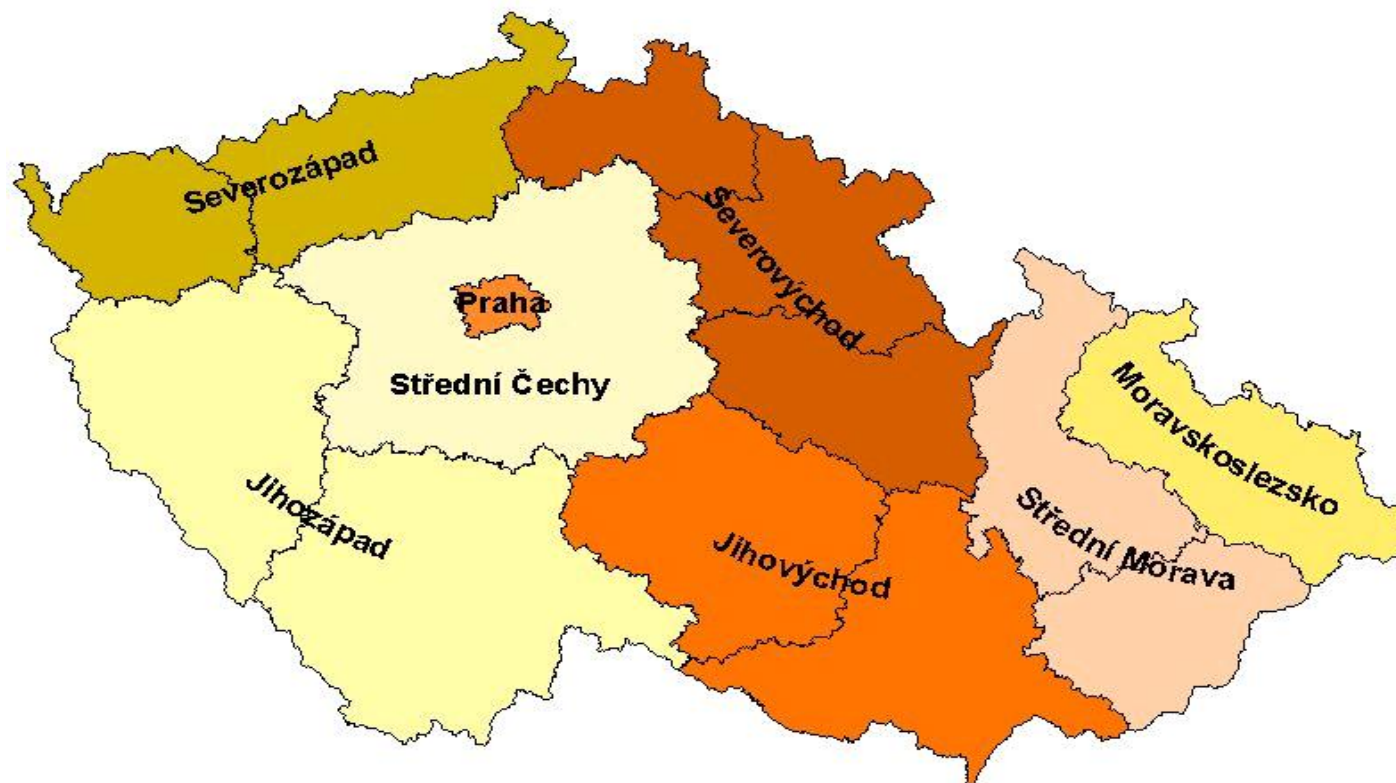 Severozápad
Severovýchod
Praha
Střední Čechy
Moravskoslezsko
Jihozápad
Jihovýchod
Střední Morava